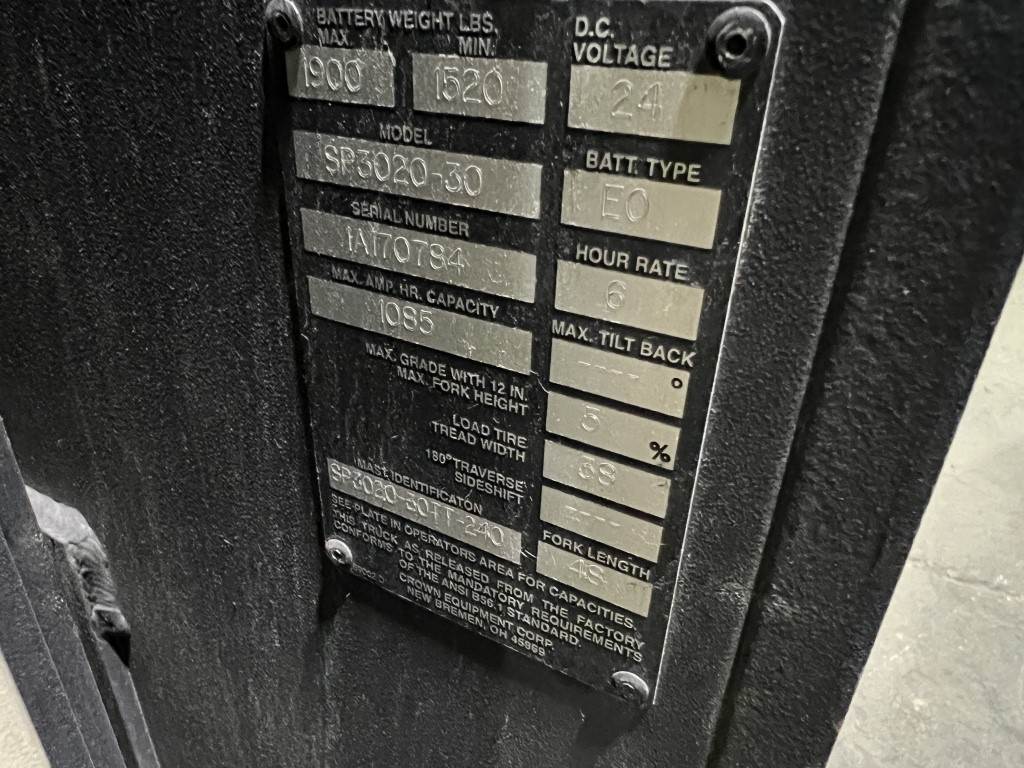 BATTERY WEIGHT LBS.
MAX. MIN.
1900 1520
D.C.
VOLTAGE
24
MODEL
SP3020-30
BATT. TYPE
EO
SERIAL NUMBER
1A170784
HOUR RATE
6
MAX. AMP. HR. CAPACITY
1085
MAX. TILT BACK
---- °
MAX. GRADE WITH 12 IN.
MAX. FORK HEIGHT
5 %
LOAD TIRE
TREAD WIDTH
38
180° TRAVERSE
SIDESHIFT
----
MAST. IDENTIFICATON
SP3020-30TT-240
FORK LENGTH
SEE PLATE IN OPERATORS AREA FOR CAPACITIES.
THIS TRUCK AS RELEASED FROM THE FACTORY
CONFORMS TO THE MANDATORY REQUIREMENTS
OF THE ANSI B56.1 STANDARD.
CROWN EQUIPMENT CORP.
NEW BREMEN, OH 45869